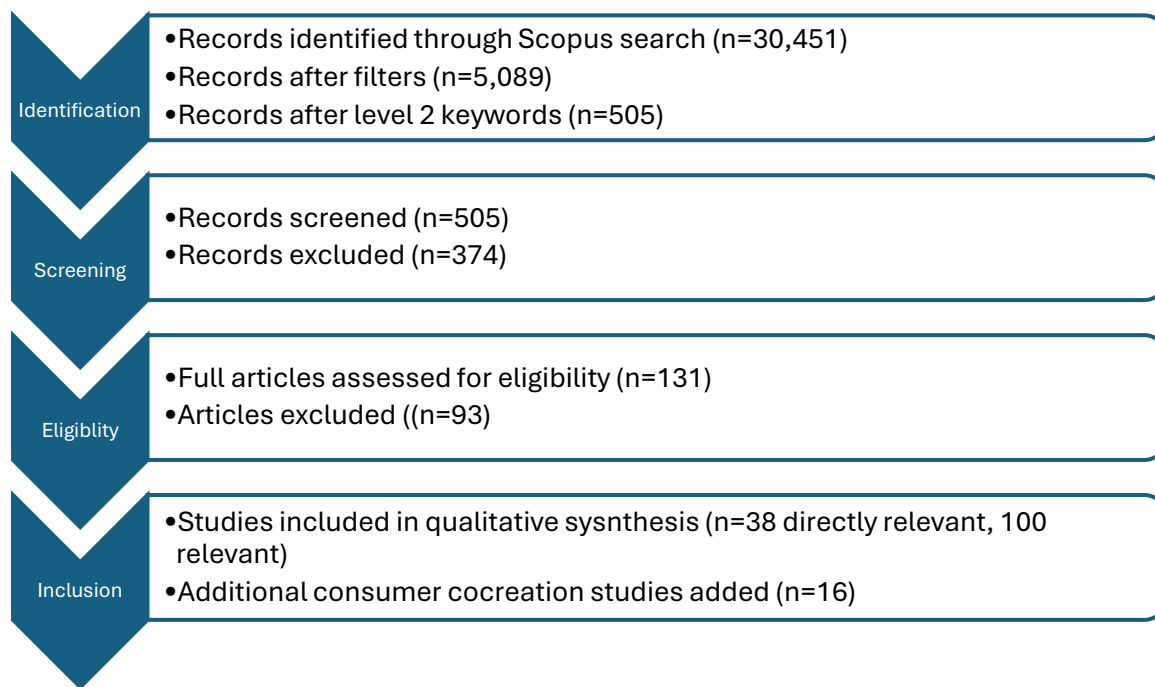 Identification
•Records identified through Scopus search (n=30,451)
•Records after filters (n=5,089)
•Records after level 2 keywords (n=505)
Screening
•Records screened (n=505)
•Records excluded (n=374)
Eligiblity
•Full articles assessed for eligibility (n=131)
•Articles excluded ((n=93)
Inclusion
•Studies included in qualitative sysnthesis (n=38 directly relevant, 100
relevant)
•Additional consumer cocreation studies added (n=16)